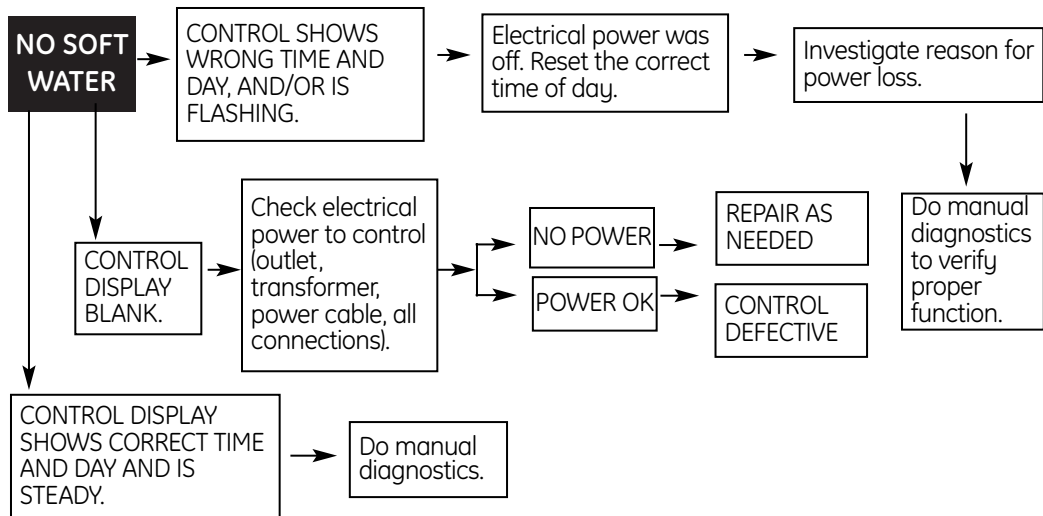 NO SOFT
WATER
CONTROL SHOWS
WRONG TIME AND
DAY, AND/OR IS
FLASHING.
Electrical power was
off. Reset the correct
time of day.
Investigate reason for
power loss.
Do manual
diagnostics
to verify
proper
function.
CONTROL
DISPLAY
BLANK.
Check electrical
power to control
(outlet,
transformer,
power cable, all
connections).
NO POWER
REPAIR AS
NEEDED
POWER OK
CONTROL
DEFECTIVE
CONTROL DISPLAY
SHOWS CORRECT TIME
AND DAY AND IS
STEADY.
Do manual
diagnostics.